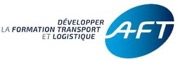 DÉVELOPPER
LA FORMATION TRANSPORT
ET LOGISTIQUE
AFT